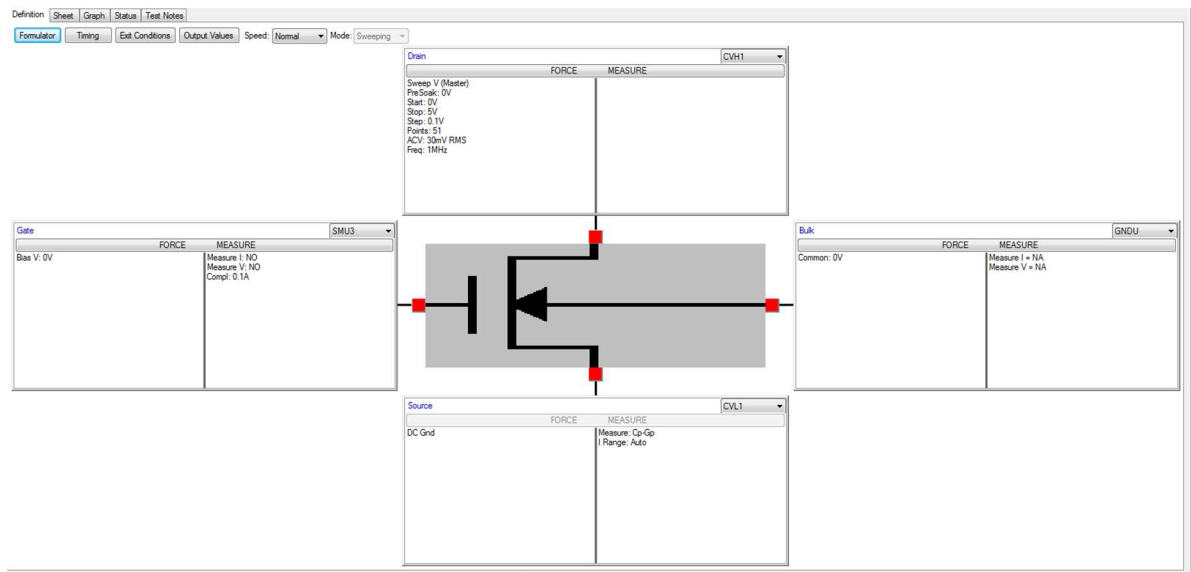 Definition Sheet Graph Status Test Notes
Formulator Timing Exit Conditions Output Values Speed: Normal Mode: Sweeping
Drain CVH1
FORCE MEASURE
Sweep V (Master)
PreSoak: 0V
Start: 0V
Stop: 5V
Step: 0.1V
Points: 51
ACV: 30mV RMS
Freq: 1MHz
Gate SMU3
FORCE MEASURE
Bias V: 0V
Measure I: NO
Measure V: NO
Compl: 0.1A
Bulk GNDU
FORCE MEASURE
Common: 0V
Measure I = NA
Measure V = NA
Source CVL1
FORCE MEASURE
DC Gnd
Measure: Cp-Gp
I Range: Auto